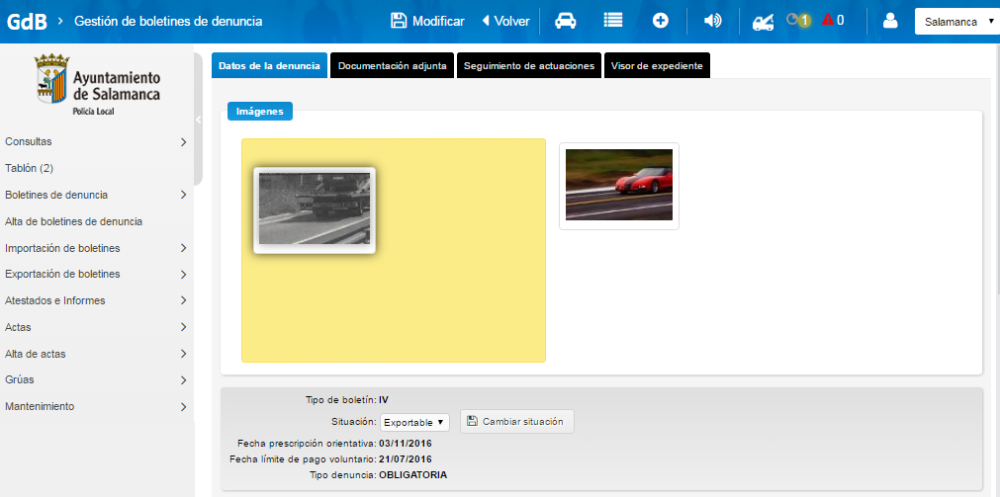 GdB > Gestión de boletines de denuncia
Modificar
Volver
1
0
Salamanca
Ayuntamiento
de Salamanca
Policía Local
Consultas
Tablón (2)
Boletines de denuncia
Alta de boletines de denuncia
Importación de boletines
Exportación de boletines
Atestados e Informes
Actas
Alta de actas
Grúas
Mantenimiento
Datos de la denuncia
Documentación adjunta
Seguimiento de actuaciones
Visor de expediente
Imágenes
Tipo de boletín: IV
Situación: Exportable
Cambiar situación
Fecha prescripción orientativa: 03/11/2016
Fecha límite de pago voluntario: 21/07/2016
Tipo denuncia: OBLIGATORIA